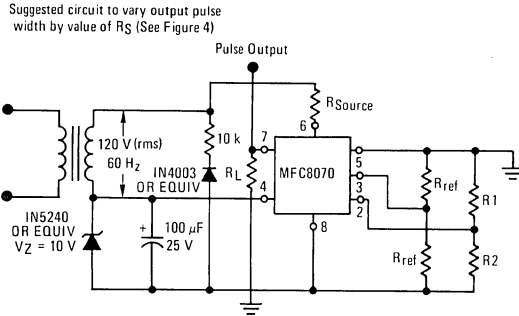 Suggested circuit to vary output pulse
width by value of RS (See Figure 4)
Pulse Output
RSource
6
120 V (rms)
60 Hz
10 k
7
MFC8070
5
IN4003
OR EQUIV
RL
4
3
Rref
R1
2
IN5240
OR EQUIV
VZ = 10 V
+
100 μF
25 V
8
Rref
R2